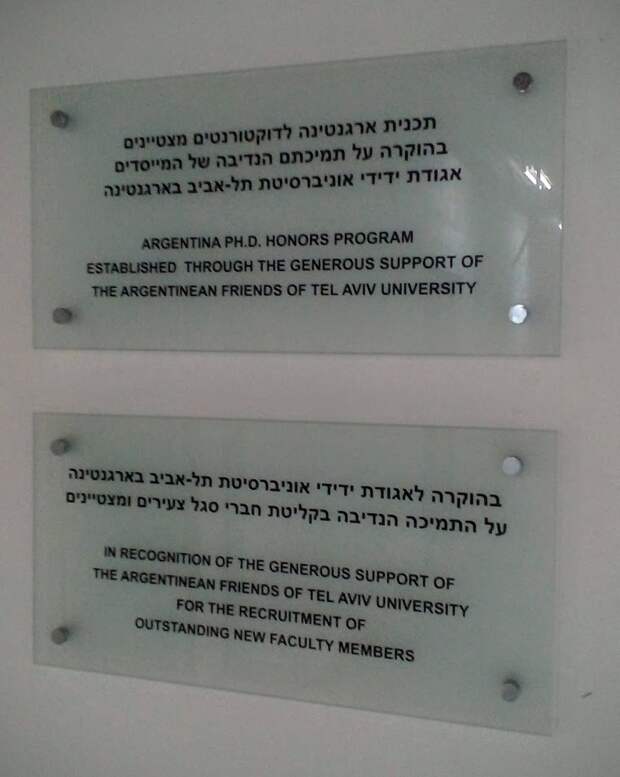 תכנית ארגנטינה לדוקטורנטים מצטיינים
בהוקרה על תמיכתם הנדיבה של המייסדים
אגודת ידידי אוניברסיטת תל-אביב בארגנטינה
ARGENTINA PH.D. HONORS PROGRAM
ESTABLISHED THROUGH THE GENEROUS SUPPORT OF
THE ARGENTINEAN FRIENDS OF TEL AVIV UNIVERSITY
בהוקרה לאגודת ידידי אוניברסיטת תל-אביב בארגנטינה
על התמיכה הנדיבה בקליטת חברי סגל צעירים ומצטיינים
IN RECOGNITION OF THE GENEROUS SUPPORT OF
THE ARGENTINEAN FRIENDS OF TEL AVIV UNIVERSITY
FOR THE RECRUITMENT OF
OUTSTANDING NEW FACULTY MEMBERS